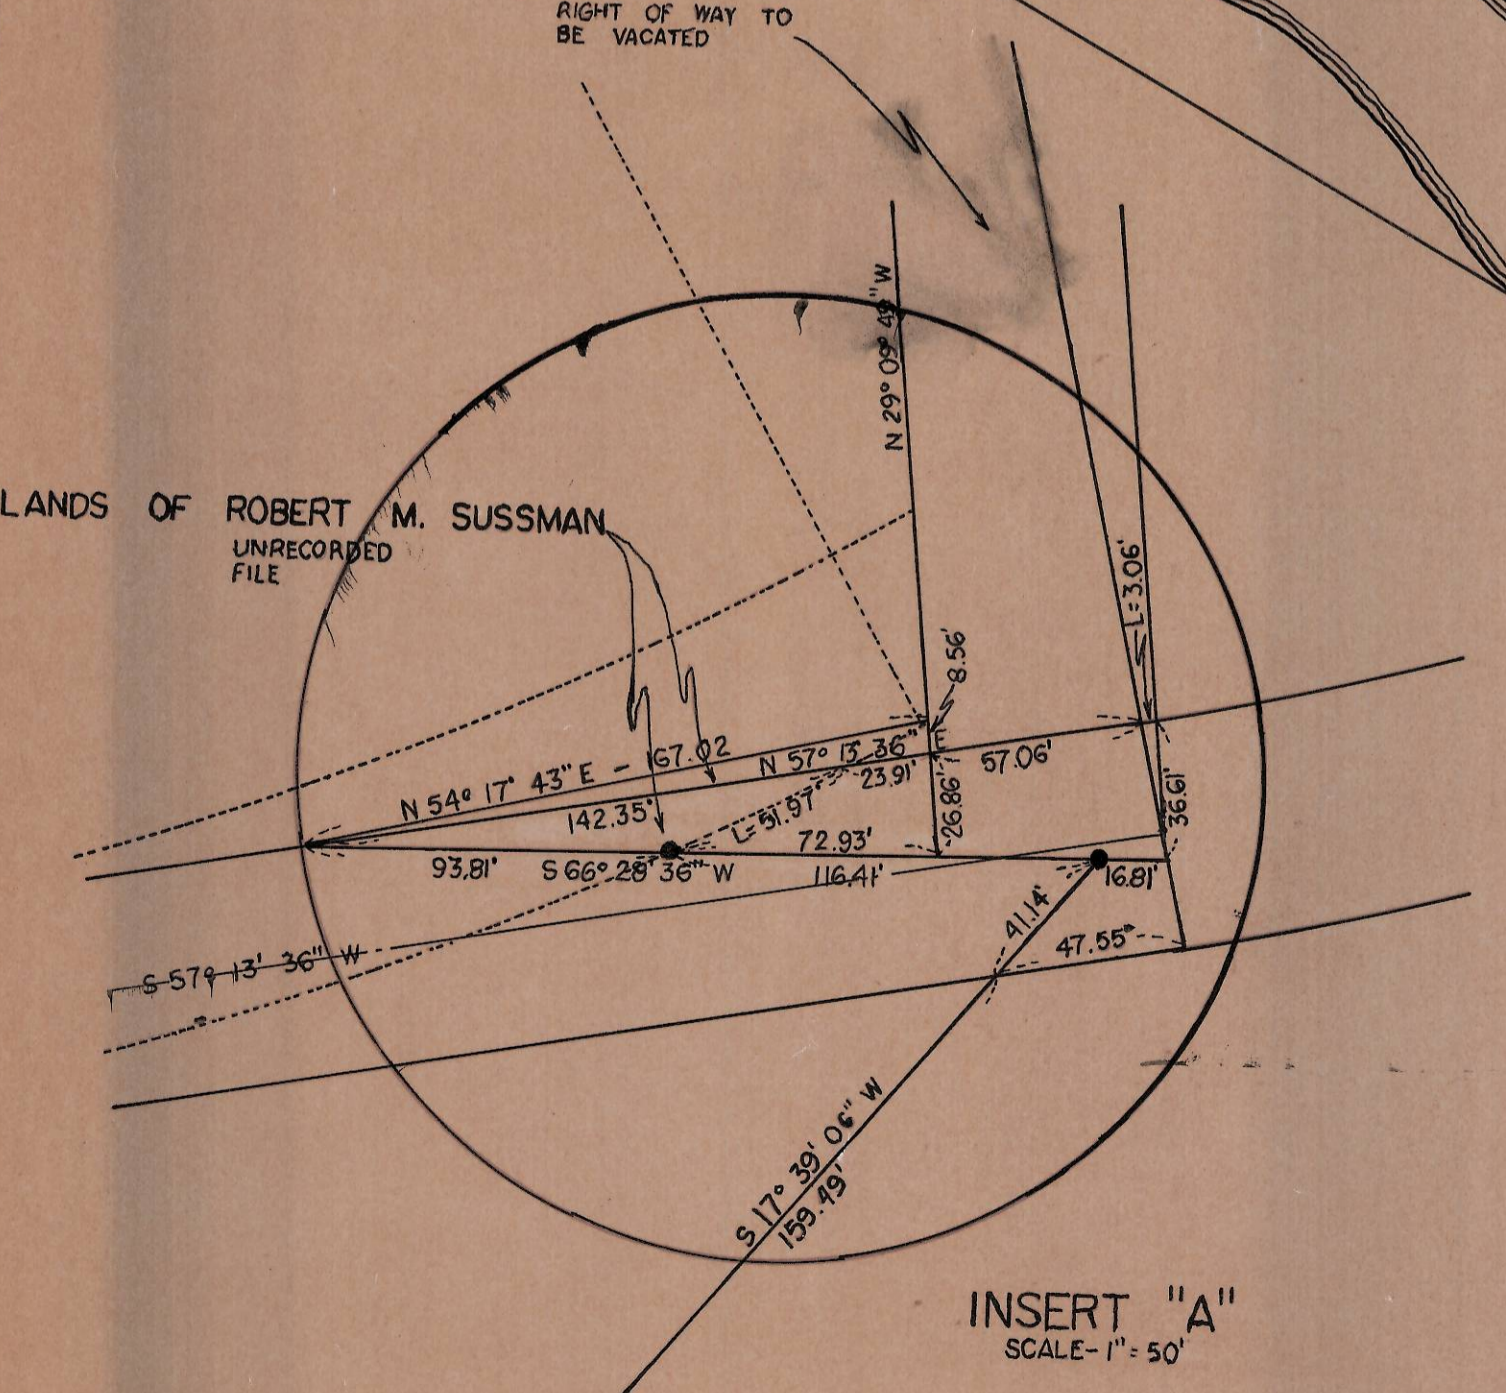 RIGHT OF WAY TO
BE VACATED
N 29° 09' 49" W
LANDS OF ROBERT M. SUSSMAN
UNRECORDED
FILE
L=3.06'
8.56'
N 54° 17' 43" E - 167.02
N 57° 13' 36" E
57.06'
23.91'
142.35'
L=51.97'
26.86'
36.61'
72.93'
93.81'
S 66° 28' 36" W
116.41'
16.81'
41.14'
47.55'
S 57° 13' 36" W
S 17° 39' 06" W
159.49'
INSERT "A"
SCALE-1"=50'